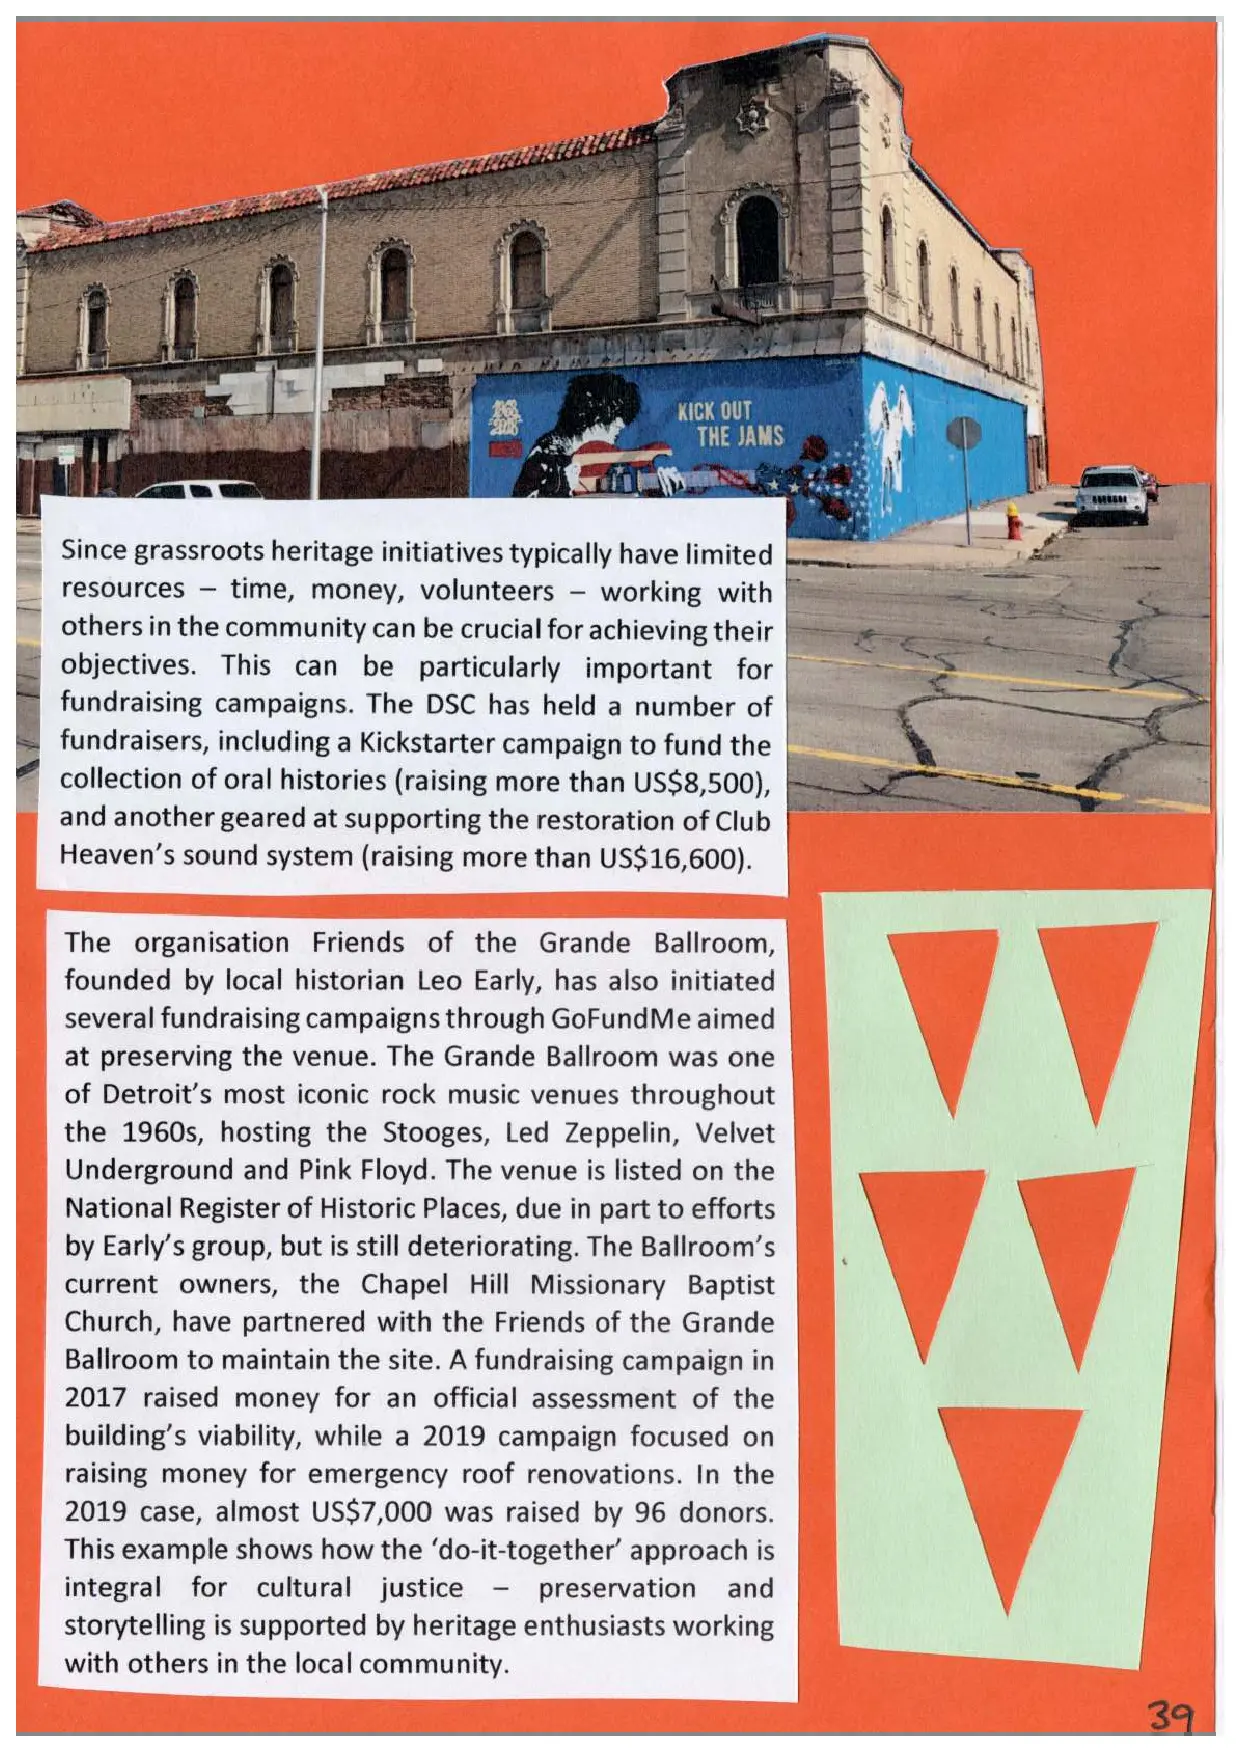 KICK OUT
THE JAMS
Since grassroots heritage initiatives typically have limited
resources – time, money, volunteers – working with
others in the community can be crucial for achieving their
objectives. This can be particularly important for
fundraising campaigns. The DSC has held a number of
fundraisers, including a Kickstarter campaign to fund the
collection of oral histories (raising more than US$8,500),
and another geared at supporting the restoration of Club
Heaven's sound system (raising more than US$16,600).
The organisation Friends of the Grande Ballroom,
founded by local historian Leo Early, has also initiated
several fundraising campaigns through GoFundMe aimed
at preserving the venue. The Grande Ballroom was one
of Detroit's most iconic rock music venues throughout
the 1960s, hosting the Stooges, Led Zeppelin, Velvet
Underground and Pink Floyd. The venue is listed on the
National Register of Historic Places, due in part to efforts
by Early's group, but is still deteriorating. The Ballroom's
current owners, the Chapel Hill Missionary Baptist
Church, have partnered with the Friends of the Grande
Ballroom to maintain the site. A fundraising campaign in
2017 raised money for an official assessment of the
building's viability, while a 2019 campaign focused on
raising money for emergency roof renovations. In the
2019 case, almost US$7,000 was raised by 96 donors.
This example shows how the 'do-it-together' approach is
integral for cultural justice – preservation and
storytelling is supported by heritage enthusiasts working
with others in the local community.
39